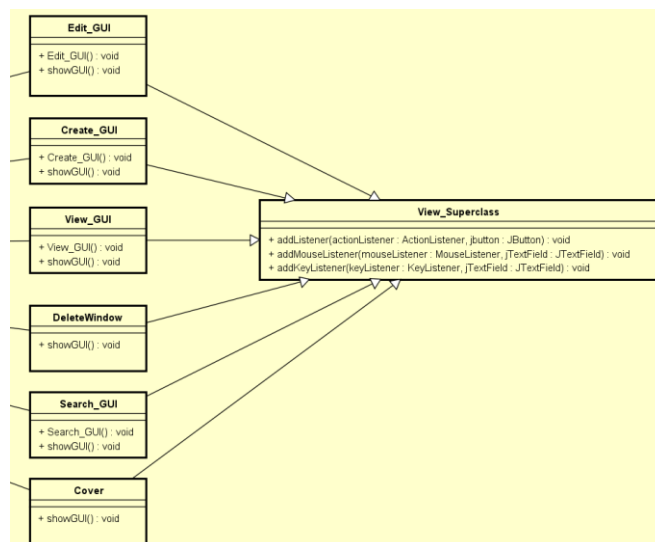 Edit_GUI
+ Edit_GUI() : void
+ showGUI() : void
Create_GUI
+ Create_GUI() : void
+ showGUI() : void
View_GUI
+ View_GUI() : void
+ showGUI() : void
DeleteWindow
+ showGUI() : void
Search_GUI
+ Search_GUI() : void
+ showGUI() : void
Cover
+ showGUI() : void
View_Superclass
+ addListener(actionListener : ActionListener, jbutton : JButton) : void
+ addMouseListener(mouseListener : MouseListener, jTextField : JTextField) : void
+ addKeyListener(keyListener : KeyListener, jTextField : JTextField) : void